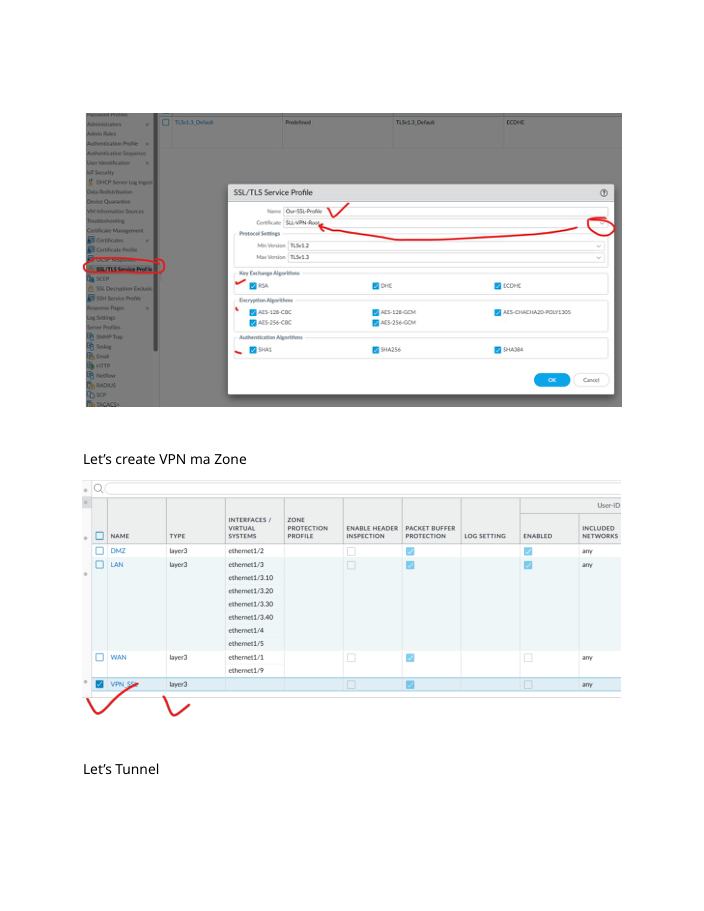 Password Profile
Administrators
Admin Roles
Authentication Profile
Authentication Sequence
User Identification
IoT Security
DHCP Server Log Ingest
Data Redistribution
Device Quarantine
VM Information Sources
Troubleshooting
Certificate Management
Certificates
Certificate Profile
OCSP Responder
SSL/TLS Service Profile
SCEP
SSL Decryption Exclusio
SSH Service Profile
Response Pages
Log Settings
Server Profiles
SNMP Trap
Syslog
Email
HTTP
Netflow
RADIUS
SCP
TACACS+
TLSv1.3_Default Predefined TLSv1.3_Default ECDHE
SSL/TLS Service Profile
Name Our-SSL-Profile
Certificate SLL-VPN-Root
Protocol Settings
Min Version TLSv1.2
Max Version TLSv1.3
Key Exchange Algorithms
RSA DHE ECDHE
Encryption Algorithms
AES-128-CBC AES-128-GCM AES-CHACHA20-POLY1305
AES-256-CBC AES-256-GCM
Authentication Algorithms
SHA1 SHA256 SHA384
OK Cancel
Let’s create VPN ma Zone
User-ID
NAME TYPE INTERFACES / VIRTUAL SYSTEMS ZONE PROTECTION PROFILE ENABLE HEADER INSPECTION PACKET BUFFER PROTECTION LOG SETTING ENABLED INCLUDED NETWORKS
DMZ layer3 ethernet1/2 any
LAN layer3 ethernet1/3 any
ethernet1/3.10
ethernet1/3.20
ethernet1/3.30
ethernet1/3.40
ethernet1/4
ethernet1/5
WAN layer3 ethernet1/1 any
ethernet1/9
VPN_SSL layer3 any
Let’s Tunnel